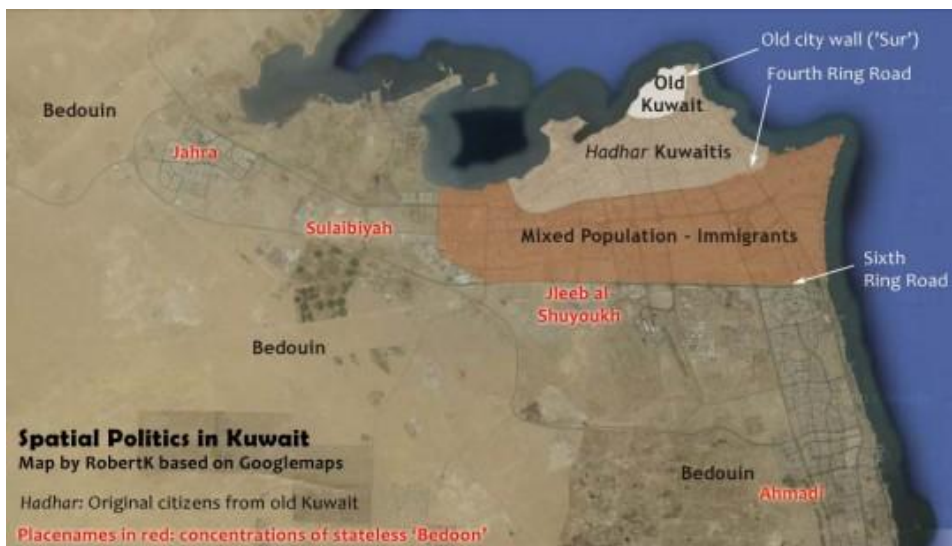 Old city wall ('Sur')
Fourth Ring Road
Old
Kuwait
Bedouin
Hadhar Kuwaitis
Jahra
Sulaibiyah
Mixed Population - Immigrants
Sixth
Ring Road
Jleeb al-
Shuyoukh
Bedouin
Spatial Politics in Kuwait
Map by RobertK based on Googlemaps
Bedouin
Ahmadi
Hadhar: Original citizens from old Kuwait
Placenames in red: concentrations of stateless 'Bedoon'